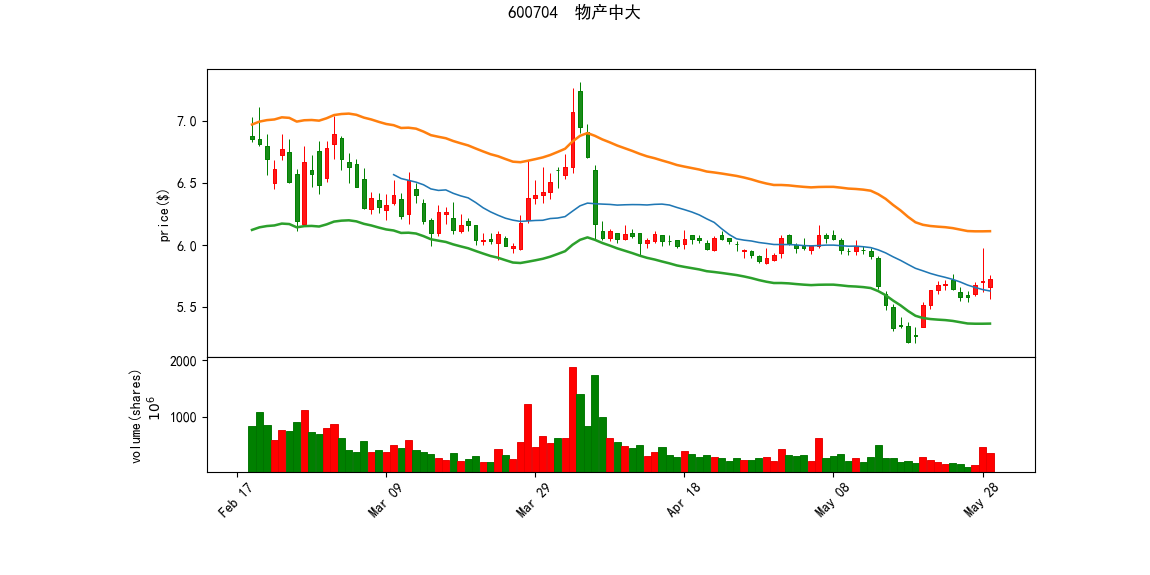 600704 物产中大
7.0
6.5
6.0
5.5
price($)
2000
1000
volume(shares)
10^6
Feb 17
Mar 09
Mar 29
Apr 18
May 08
May 28